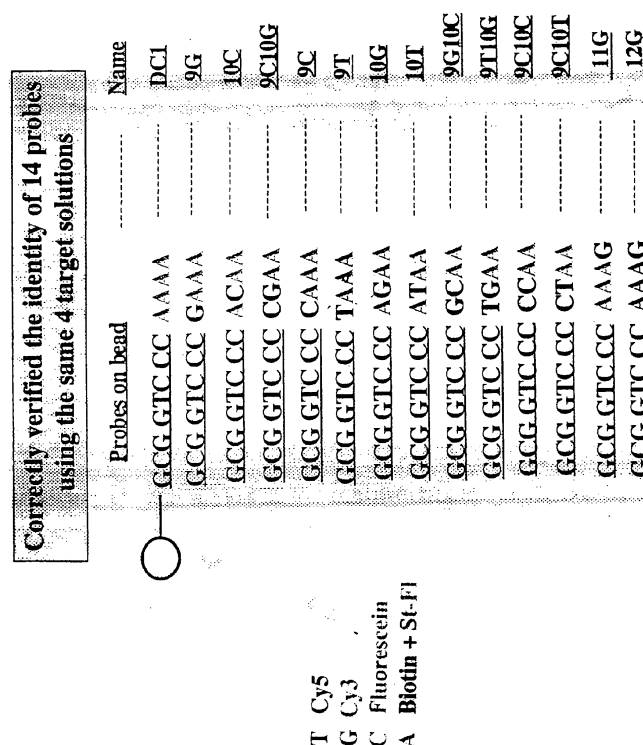 Correctly verified the identity of 14 probes
using the same 4 target solutions
Probes on bead ---------- Name
GCG GTC CC AAAA ---------- DC1
GCG GTC CC GAAA ---------- 9G
GCG GTC CC ACAA ---------- 10C
GCG GTC CC CGAA ---------- 9C10G
GCG GTC CC CAAA ---------- 9C
GCG GTC CC TAAA ---------- 9T
GCG GTC CC AGAA ---------- 10G
GCG GTC CC ATAA ---------- 10T
GCG GTC CC GCAA ---------- 9G10C
GCG GTC CC TGAA ---------- 9T10G
GCG GTC CC CCAA ---------- 9C10C
GCG GTC CC CTAA ---------- 9C10T
GCG GTC CC AAAG ---------- 11G
GCG GTC CC AAAG ---------- 12G
T Cy5
G Cy3
C Fluorescein
A Biotin + St-Fl